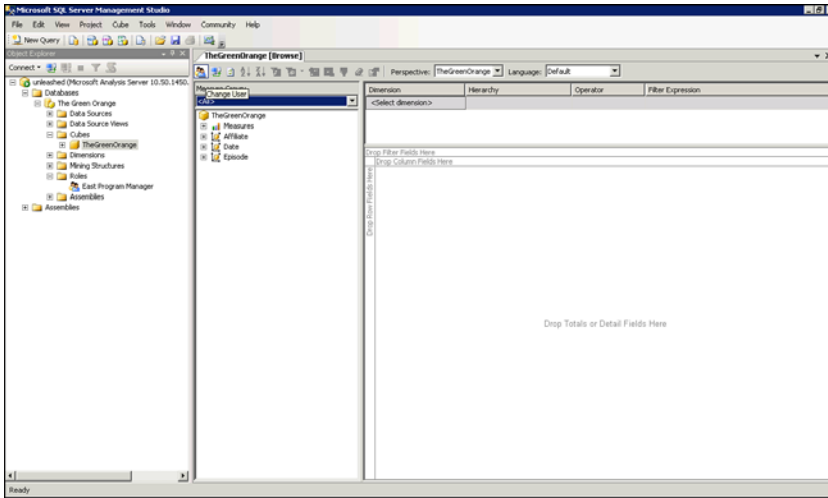 Microsoft SQL Server Management Studio
File Edit View Project Cube Tools Window Community Help
New Query
Object Explorer
Connect
unleashed (Microsoft Analysis Server 10.50.1450.
Databases
The Green Orange
Data Sources
Data Source Views
Cubes
TheGreenOrange
Dimensions
Mining Structures
Roles
East Program Manager
Assemblies
Assemblies
TheGreenOrange [Browse]
Perspective: TheGreenOrange Language: Default
Change User
<All>
TheGreenOrange
Measures
Affiliate
Date
Episode
Dimension Hierarchy Operator Filter Expression
<Select dimension>
Drop Filter Fields Here
Drop Column Fields Here
Drop Row Fields Here
Drop Totals or Detail Fields Here
Ready